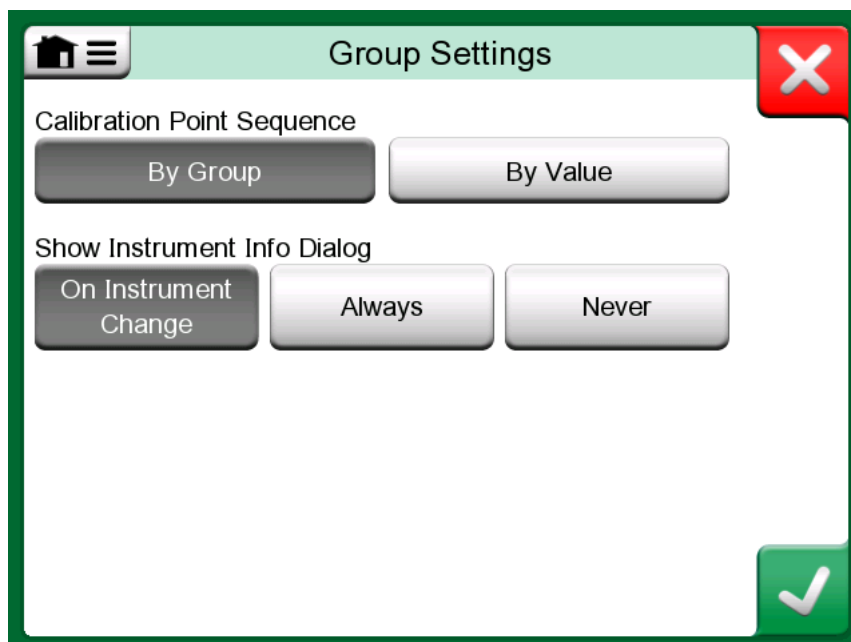 Group Settings
Calibration Point Sequence
By Group
By Value
Show Instrument Info Dialog
On Instrument
Change
Always
Never